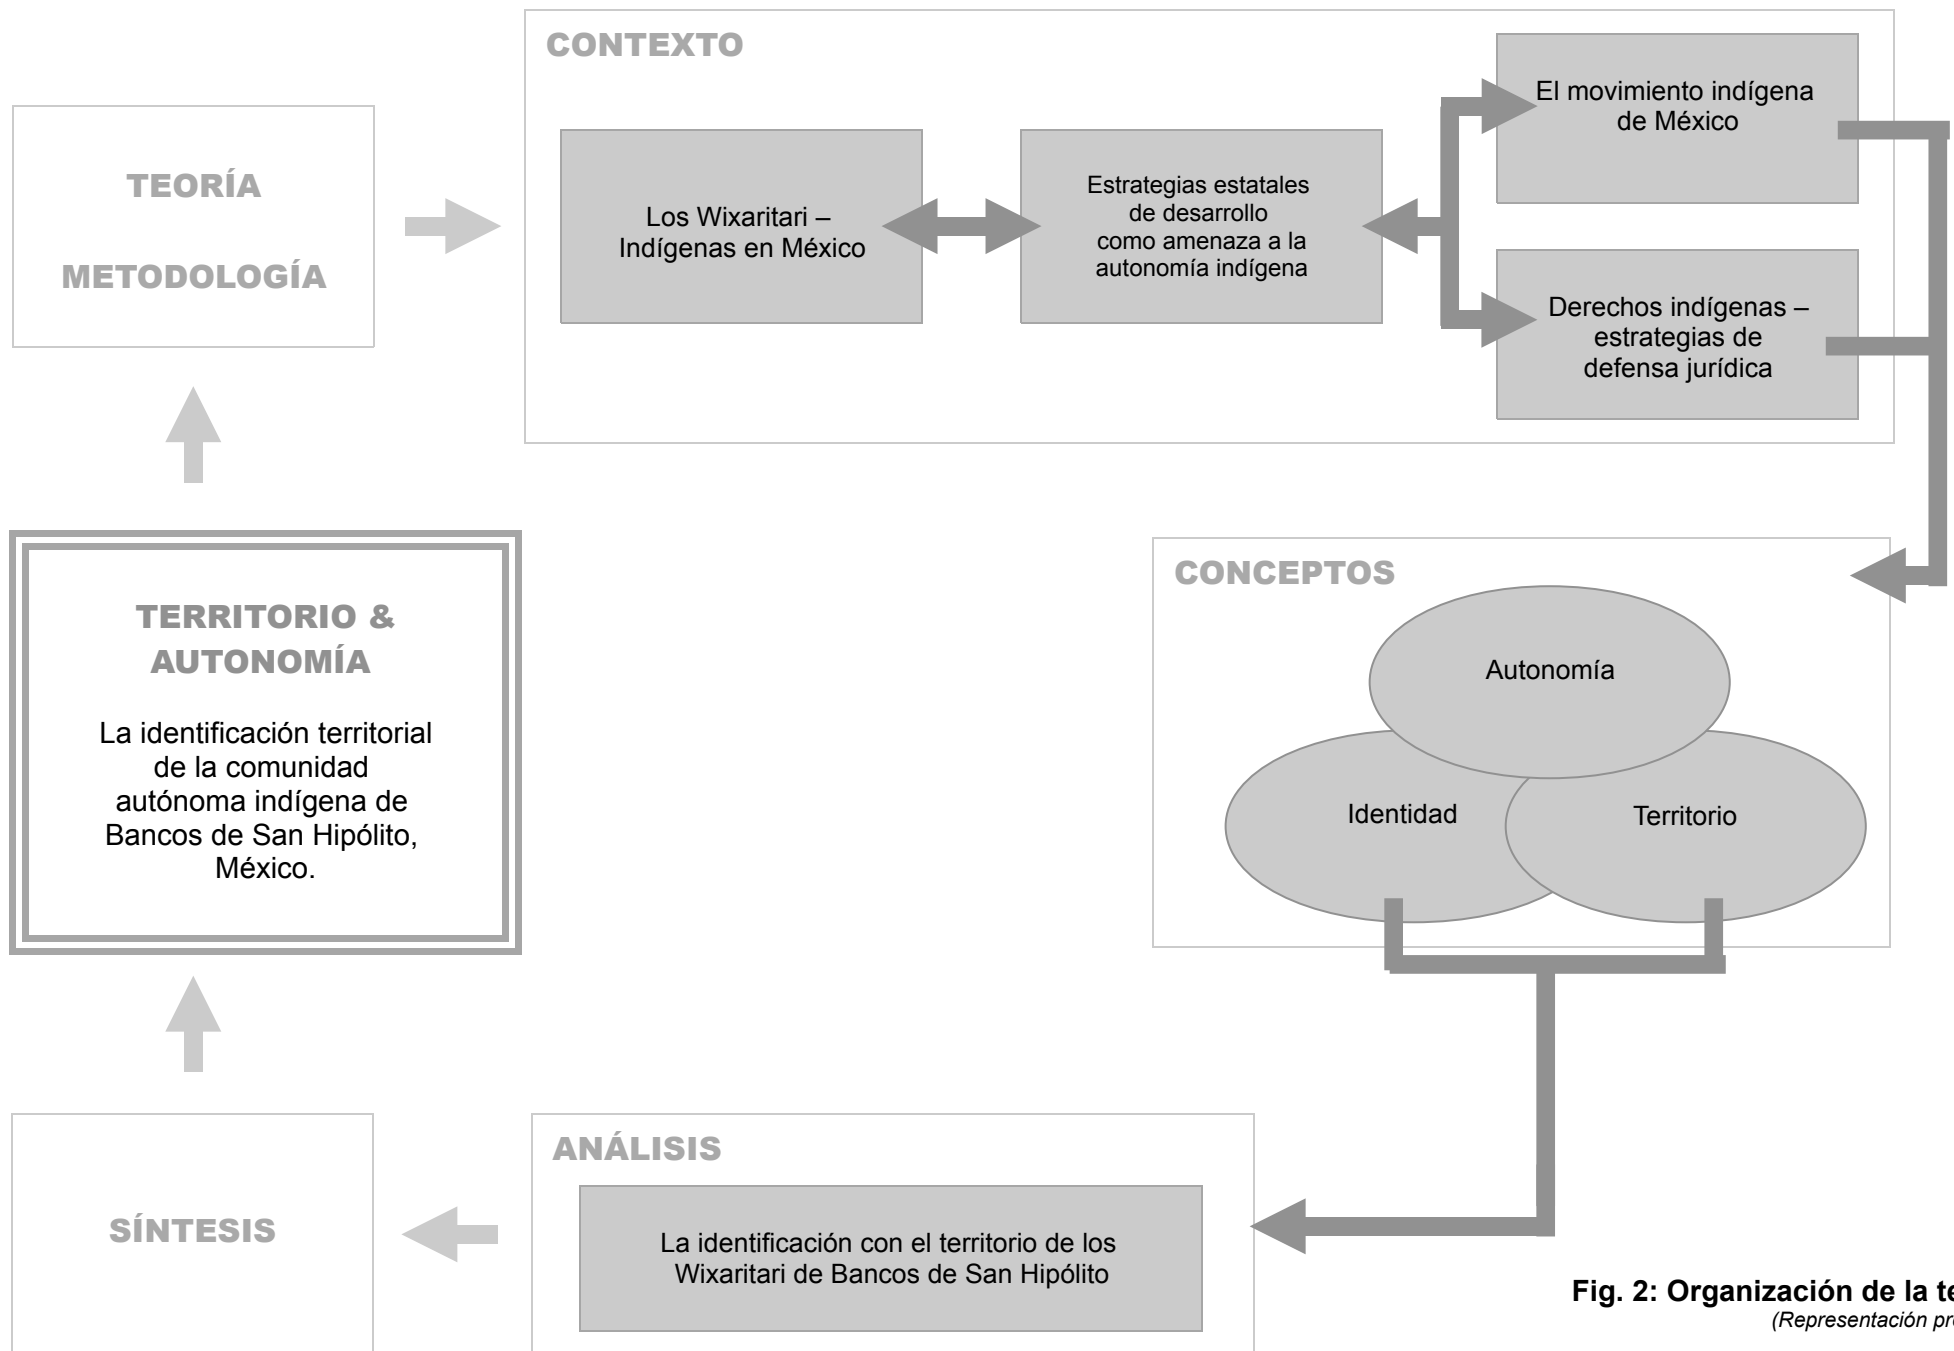 CONTEXTO
TEORÍA
METODOLOGÍA
Los Wixaritari –
Indígenas en México
Estrategias estatales
de desarrollo
como amenaza a la
autonomía indígena
El movimiento indígena
de México
Derechos indígenas –
estrategias de
defensa jurídica
TERRITORIO &
AUTONOMÍA
La identificación territorial
de la comunidad
autónoma indígena de
Bancos de San Hipólito,
México.
CONCEPTOS
Autonomía
Identidad
Territorio
SÍNTESIS
ANÁLISIS
La identificación con el territorio de los
Wixaritari de Bancos de San Hipólito
Fig. 2: Organización de la
(Representación